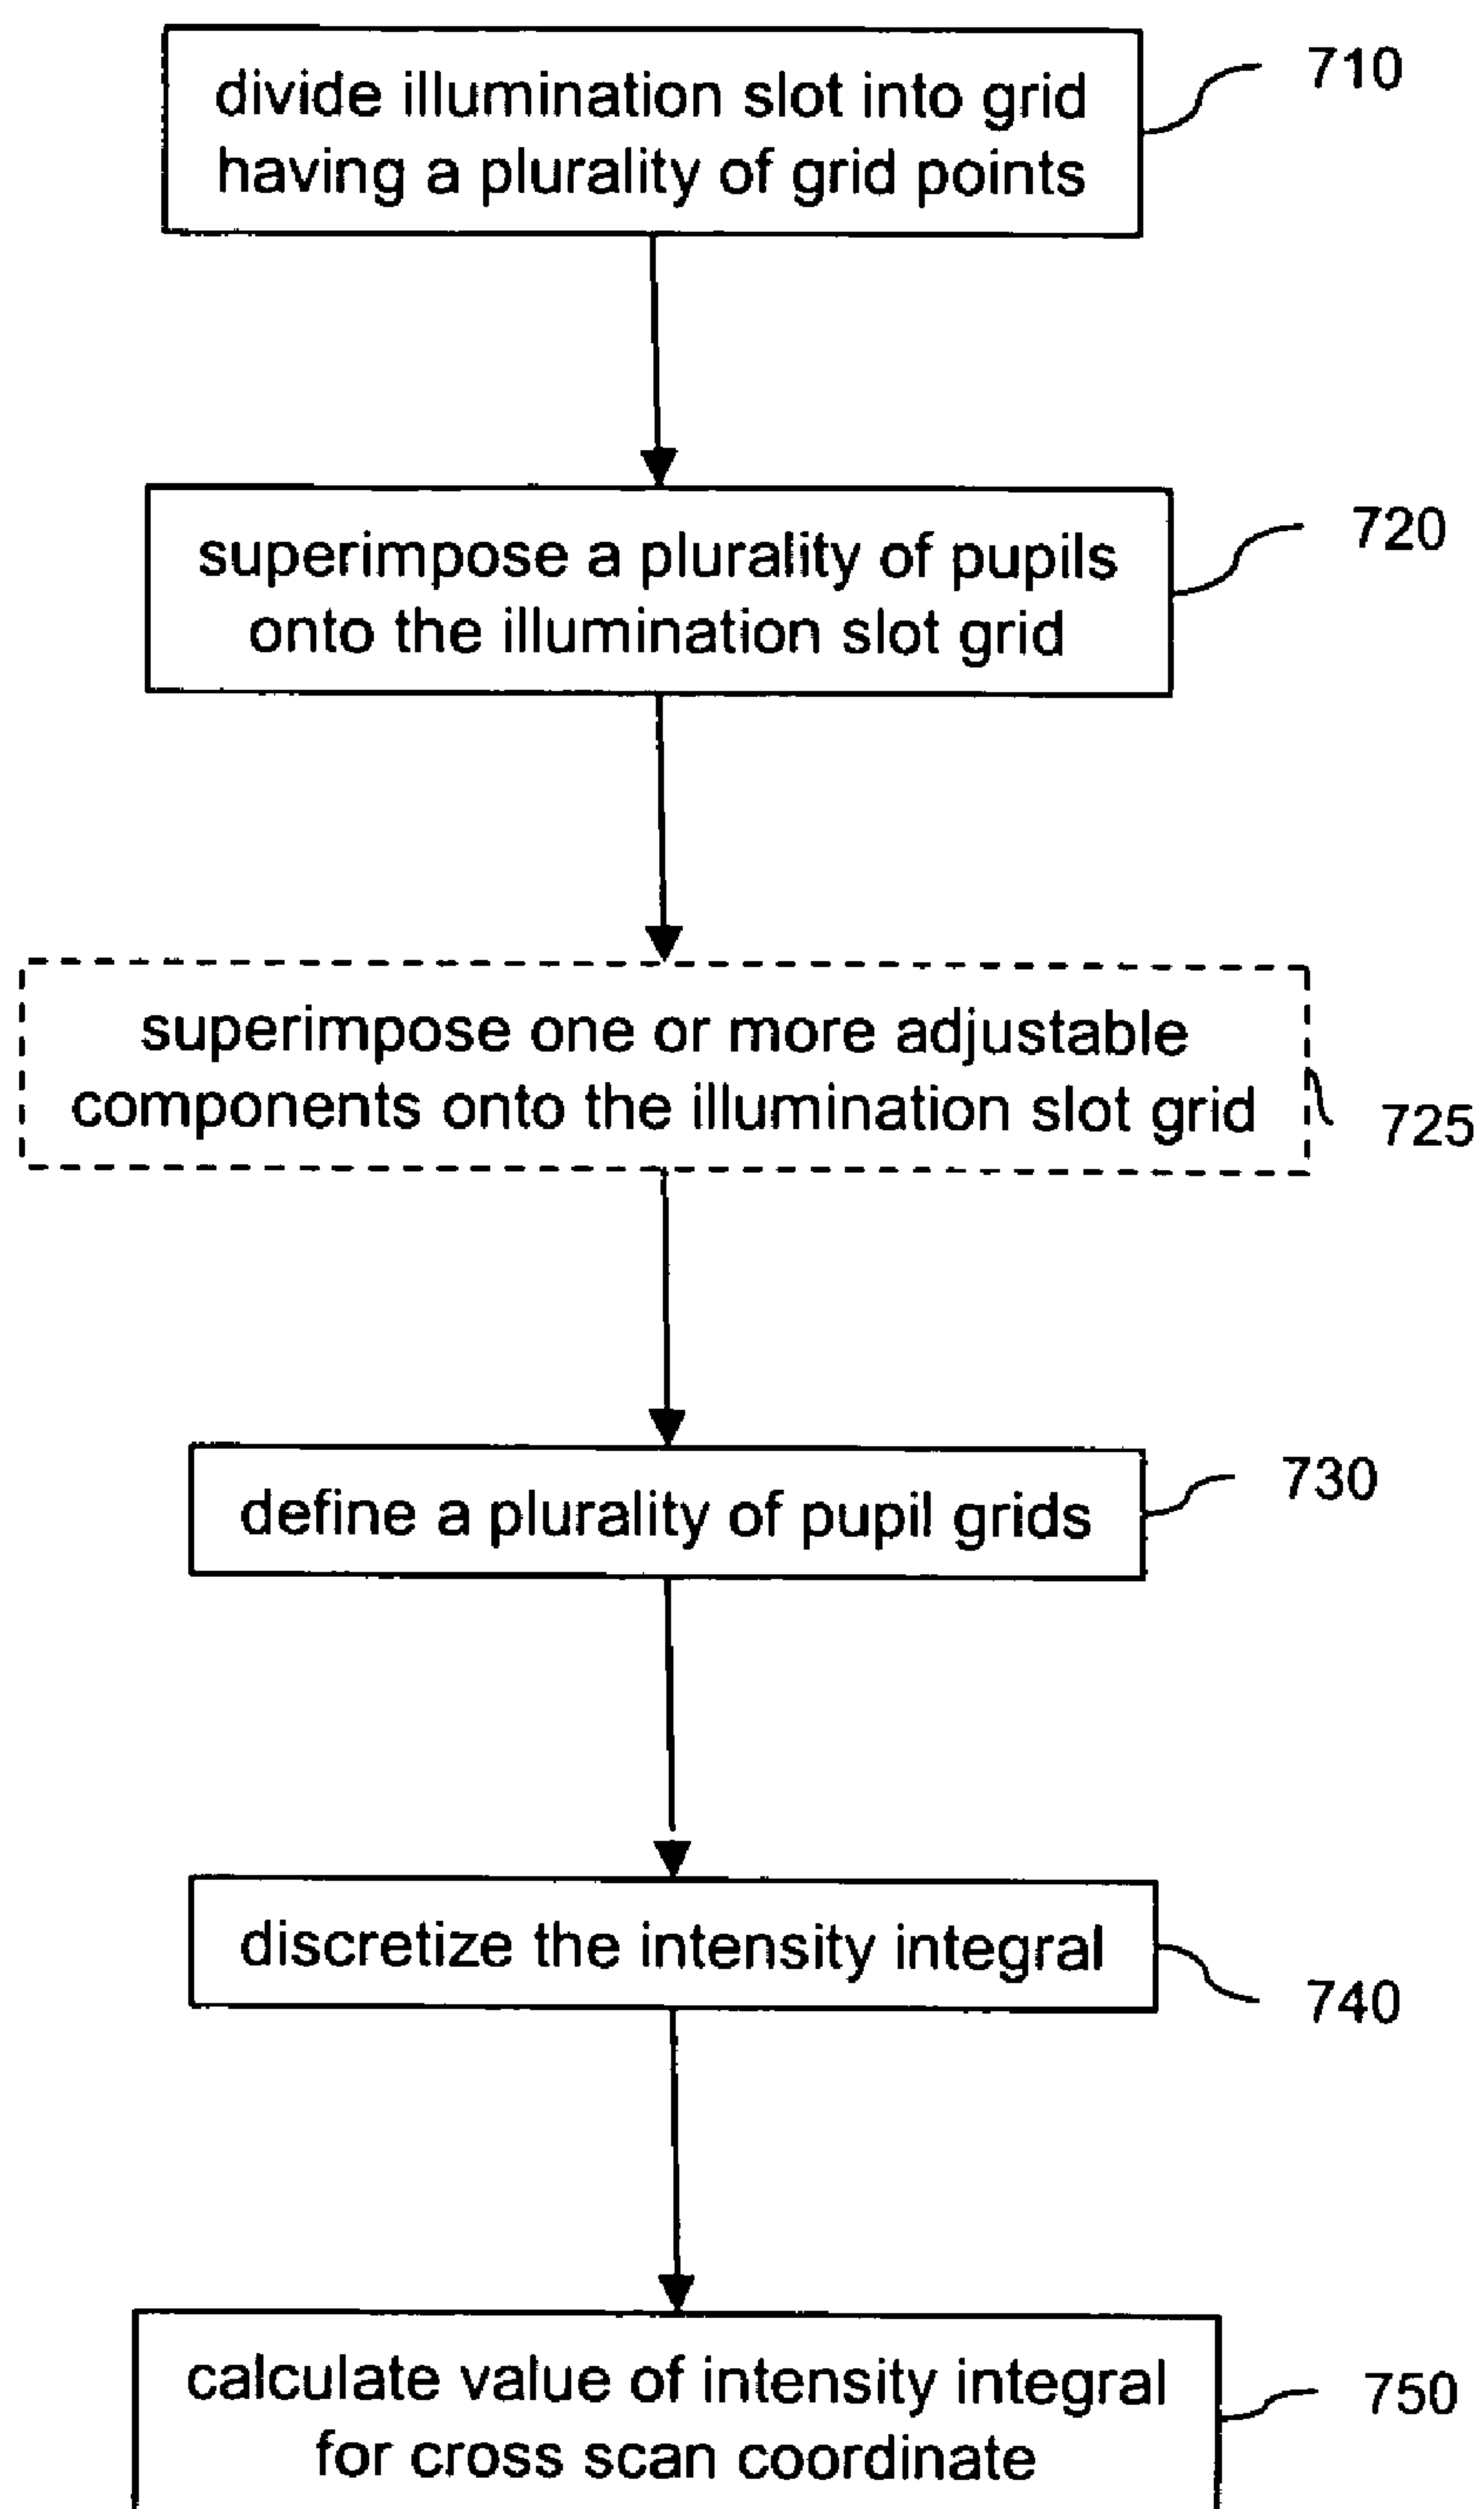 divide illumination slot into grid
having a plurality of grid points
710
superimpose a plurality of pupils
onto the illumination slot grid
720
superimpose one or more adjustable
components onto the illumination slot grid
725
define a plurality of pupil grids
730
discretize the intensity integral
740
calculate value of intensity integral
for cross scan coordinate
750